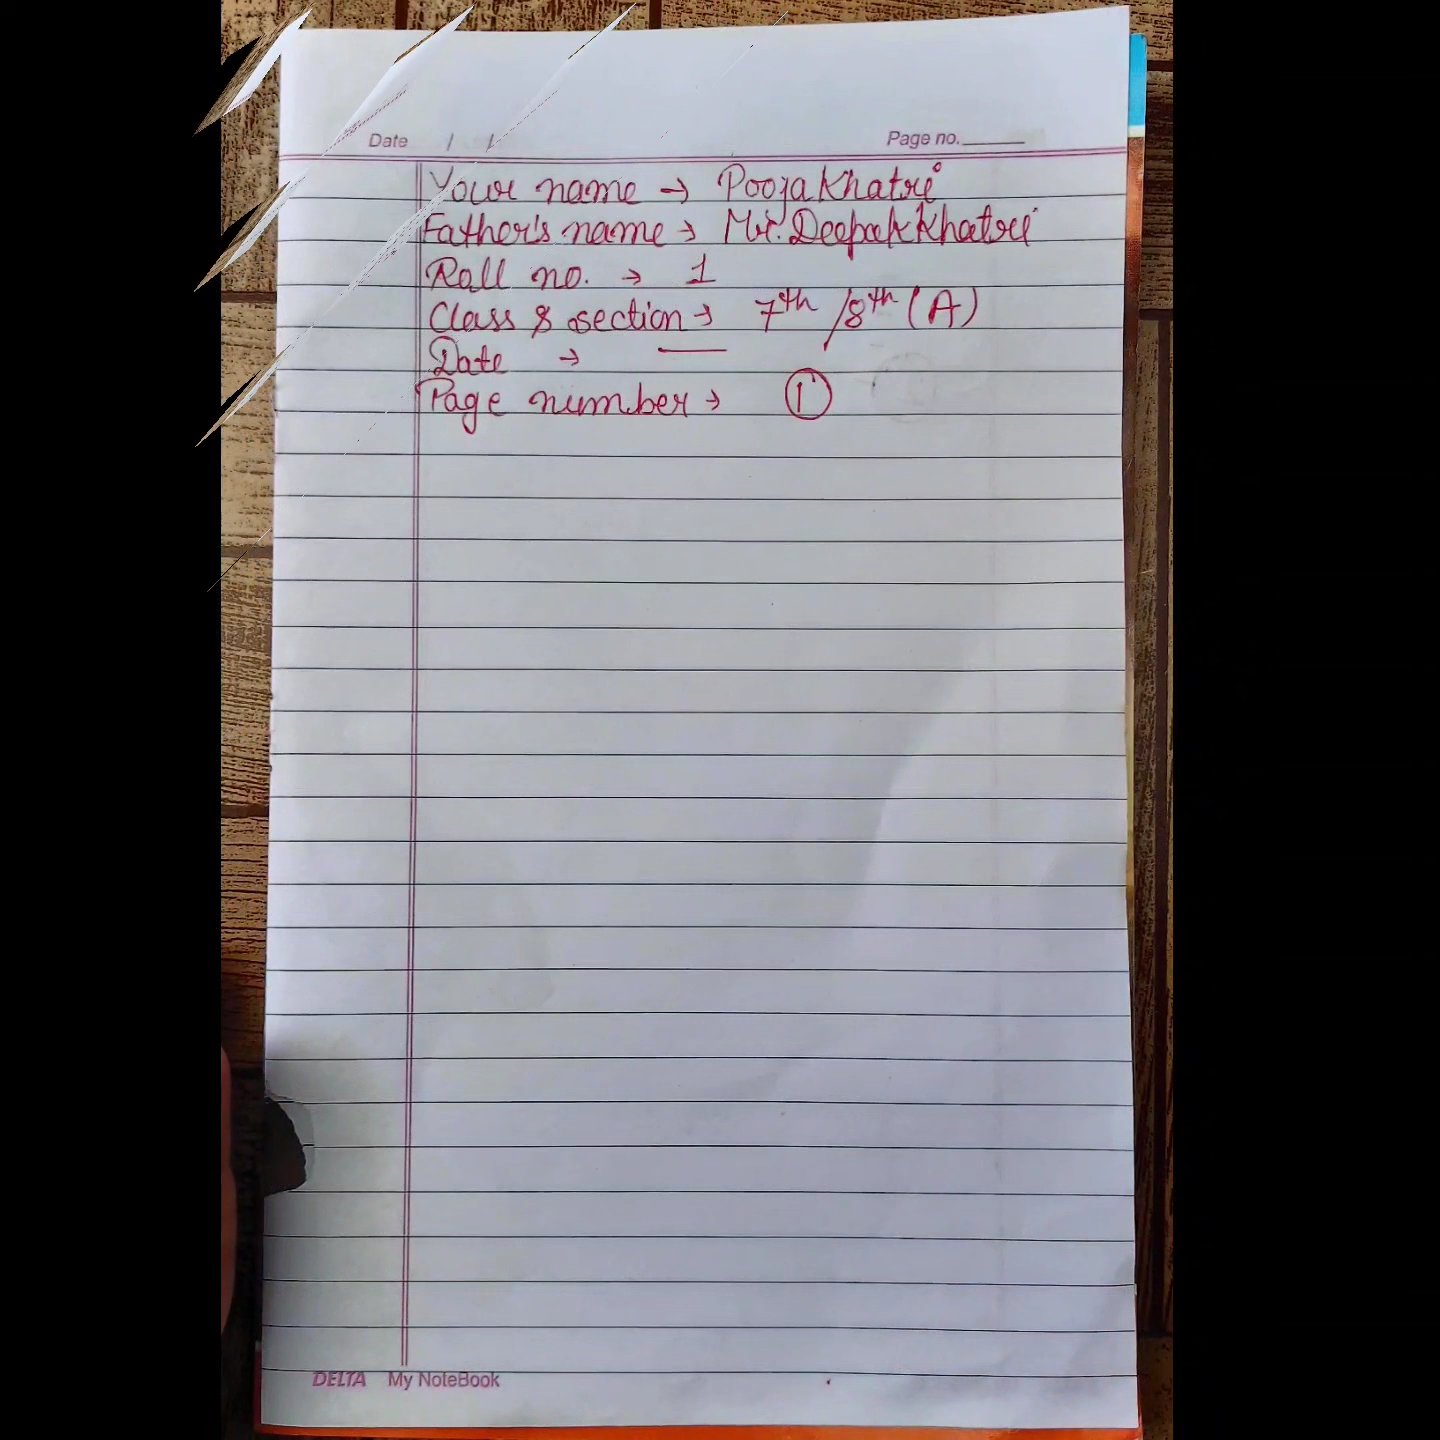 Date / /
Page no.
Your name → Pooja Khatri
Father's name → Mr. Deepak Khatri
Roll no. → 1
Class & section → 7th /8th (A)
Date → —
Page number → 1
DELTA My NoteBook